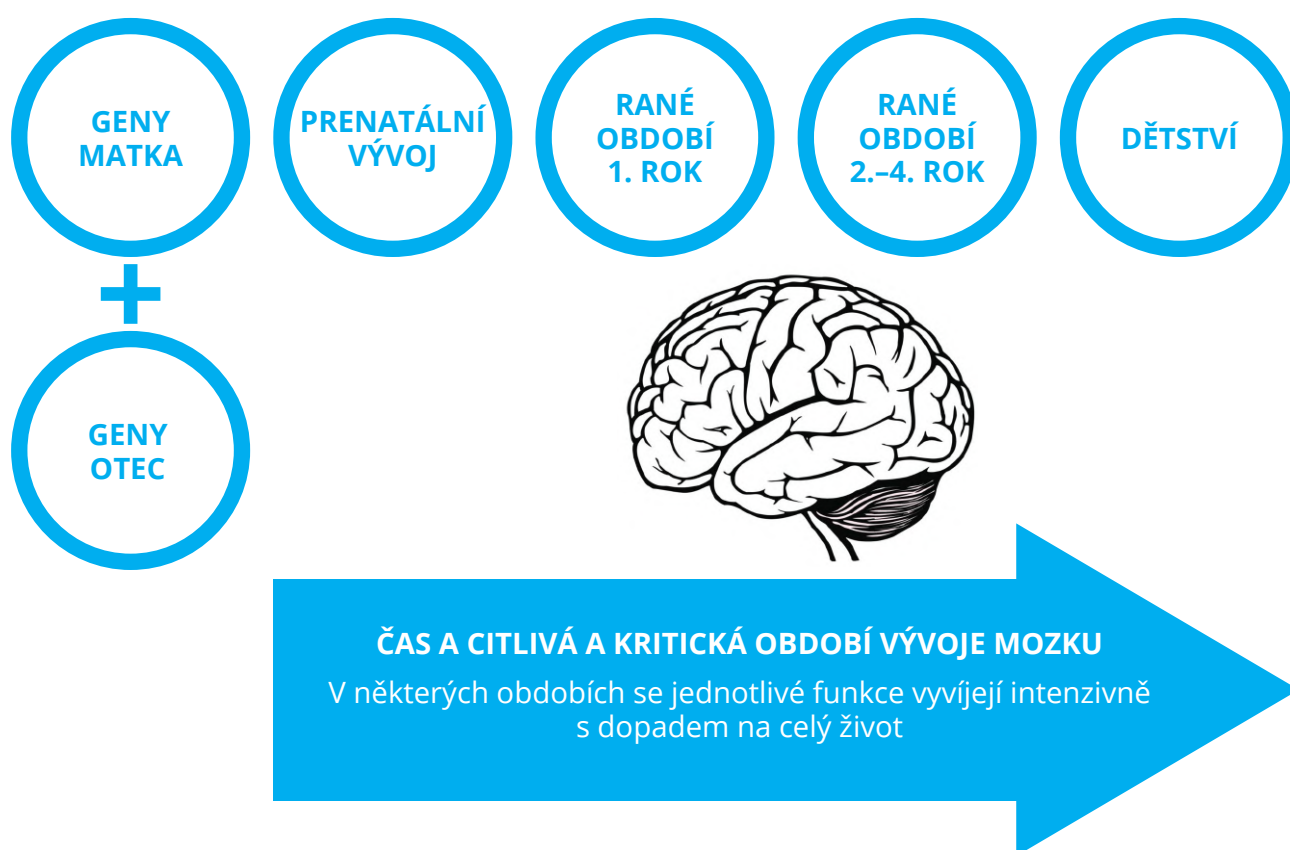 GENY
MATKA
PRENATÁLNÍ
VÝVOJ
RANÉ
OBDOBÍ
1. ROK
RANÉ
OBDOBÍ
2.–4. ROK
DĚTSTVÍ
+
GENY
OTEC
ČAS A CITLIVÁ A KRITICKÁ OBDOBÍ VÝVOJE MOZKU
V některých obdobích se jednotlivé funkce vyvíjejí intenzivně
s dopadem na celý život